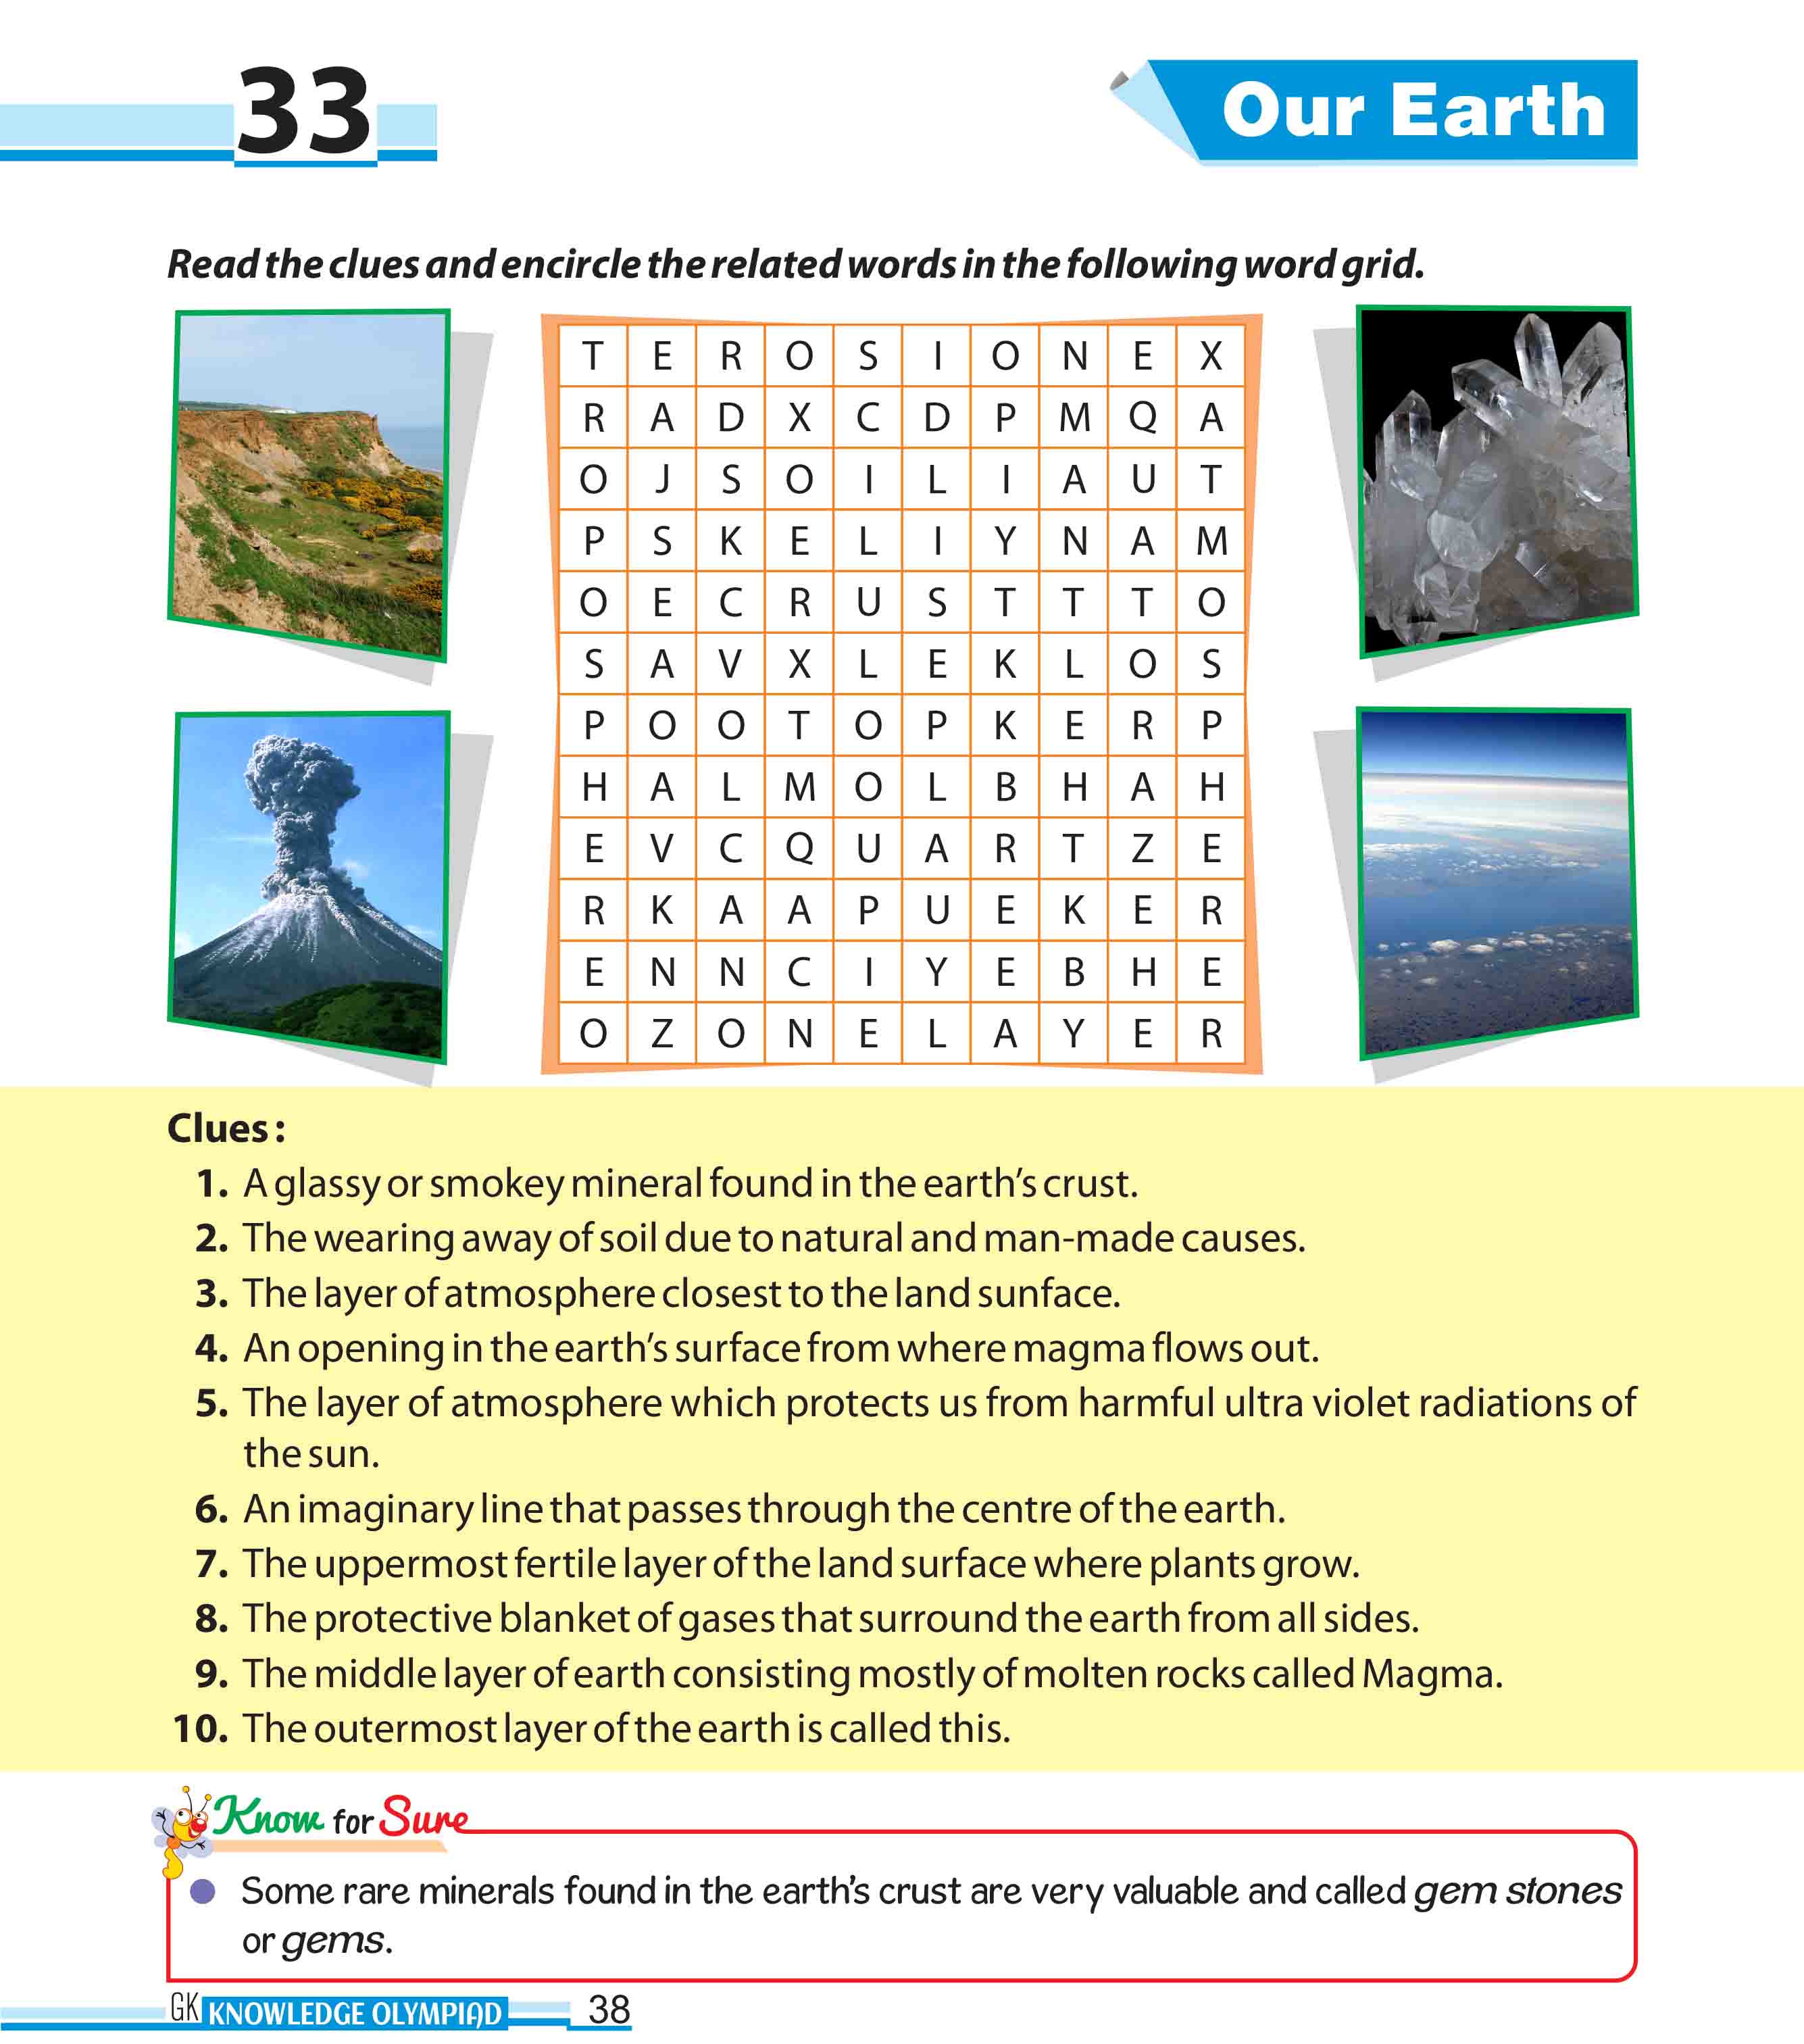 33
Our Earth
Read the clues and encircle the related words in the following word grid.
T E R O S I O N E X
R A D X C D P M Q A
O J S O I L I A U T
P S K E L I Y N A M
O E C R U S T T T O
S A V X L E K L O S
P O O T O P K E R P
H A L M O L B H A H
E V C Q U A R T Z E
R K A A P U E K E R
E N N C I Y E B H E
O Z O N E L A Y E R
Clues :
1. A glassy or smokey mineral found in the earth's crust.
2. The wearing away of soil due to natural and man-made causes.
3. The layer of atmosphere closest to the land sunface.
4. An opening in the earth's surface from where magma flows out.
5. The layer of atmosphere which protects us from harmful ultra violet radiations of
the sun.
6. An imaginary line that passes through the centre of the earth.
7. The uppermost fertile layer of the land surface where plants grow.
8. The protective blanket of gases that surround the earth from all sides.
9. The middle layer of earth consisting mostly of molten rocks called Magma.
10. The outermost layer of the earth is called this.
Know for Sure
● Some rare minerals found in the earth's crust are very valuable and called gem stones
or gems.
GK KNOWLEDGE OLYMPIAD 38